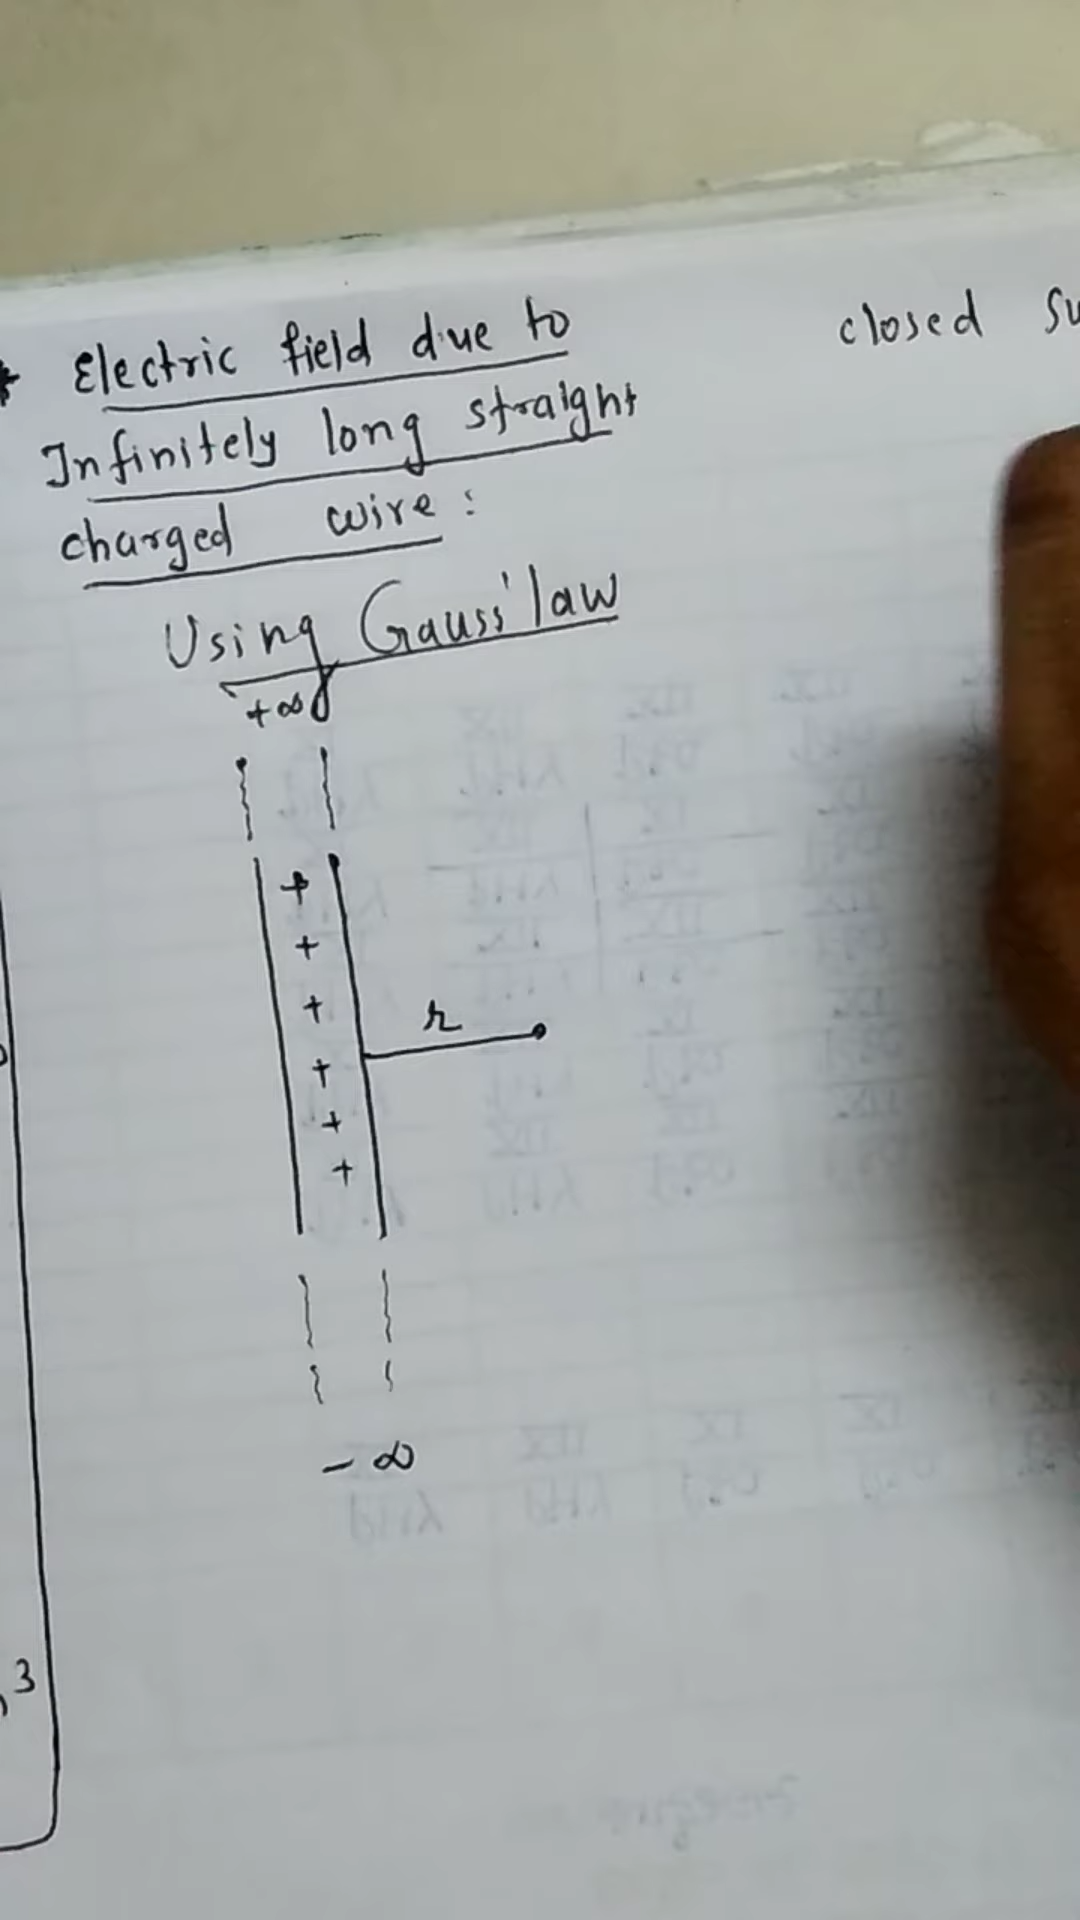 * Electric field due to
Infinitely long straight
charged wire:
Using Gauss' law
+∞
+
+
+
+
+
+
r
- ∞
closed
3